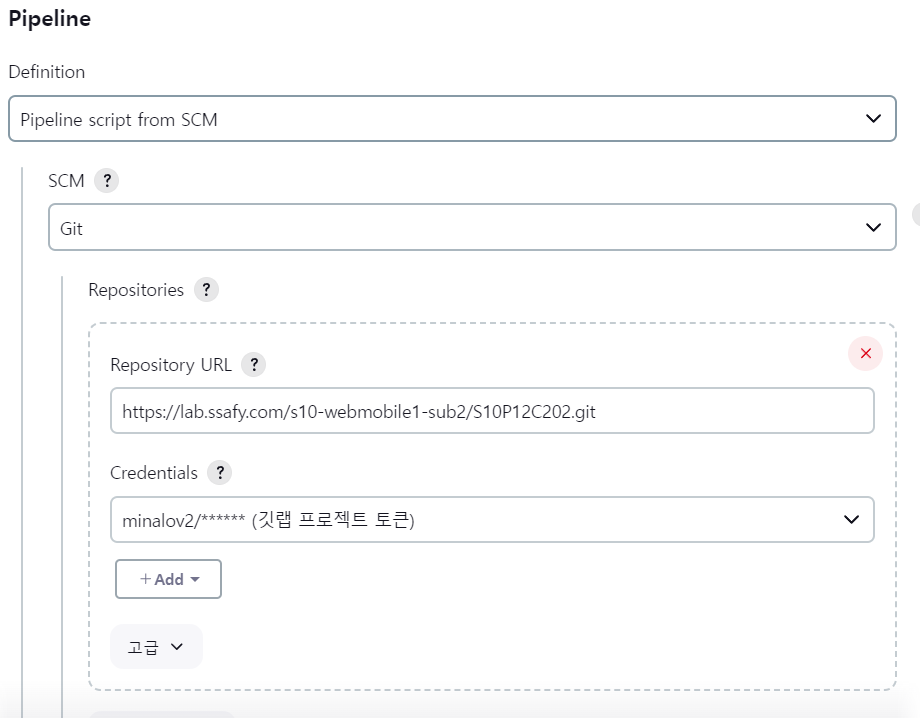 Pipeline
Definition
Pipeline script from SCM
SCM ?
Git
Repositories ?
Repository URL ?
https://lab.ssafy.com/s10-webmobile1-sub2/S10P12C202.git
Credentials ?
minalov2/****** (깃랩 프로젝트 토큰)
+ Add
고급